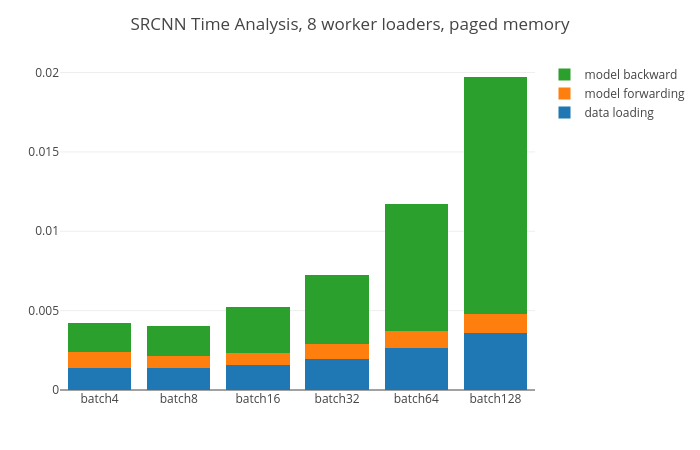 SRCNN Time Analysis, 8 worker loaders, paged memory
0.02
0.015
0.01
0.005
0
batch4
batch8
batch16
batch32
batch64
batch128
model backward
model forwarding
data loading